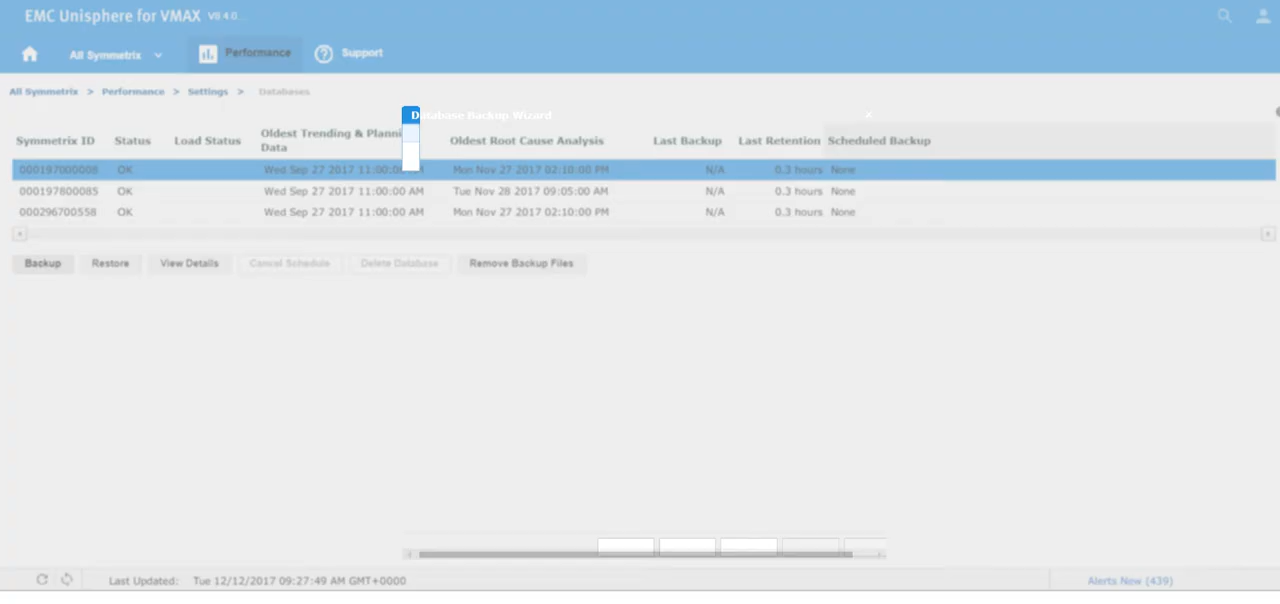 EMC Unisphere for VMAX V8.4.0...
All Symmetrix Performance Support
All Symmetrix > Performance > Settings > Databases
Database Backup Wizard ×
Symmetrix ID Status Load Status Oldest Trending & Planni Oldest Root Cause Analysis Last Backup Last Retention Scheduled Backup
Data
000197000008 OK Wed Sep 27 2017 11:00:00 AM Mon Nov 27 2017 02:10:00 PM N/A 0.3 hours None
000197800085 OK Wed Sep 27 2017 11:00:00 AM Tue Nov 28 2017 09:05:00 AM N/A 0.3 hours None
000296700558 OK Wed Sep 27 2017 11:00:00 AM Mon Nov 27 2017 02:10:00 PM N/A 0.3 hours None
Backup Restore View Details Cancel Schedule Delete Database Remove Backup Files
Last Updated: Tue 12/12/2017 09:27:49 AM GMT+0000 Alerts New (439)